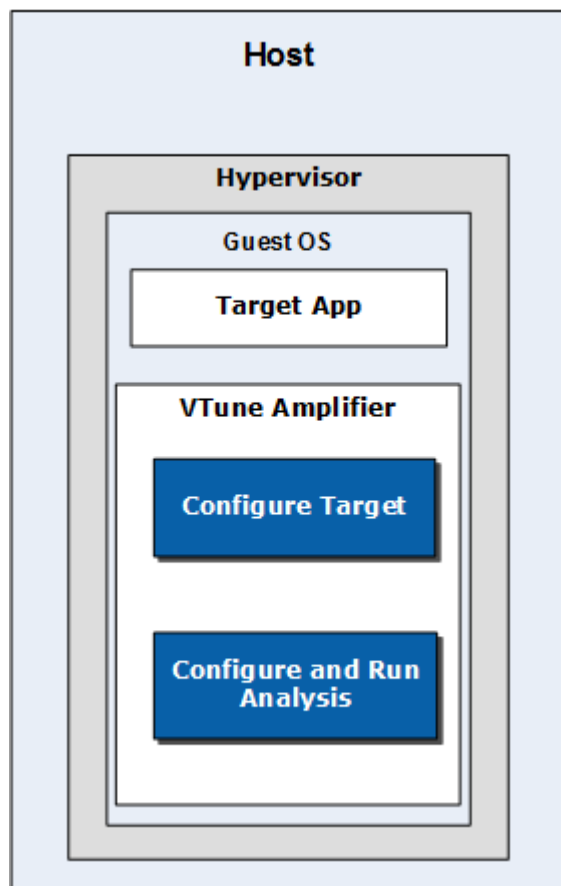 Host
Hypervisor
Guest OS
Target App
VTune Amplifier
Configure Target
Configure and Run
Analysis